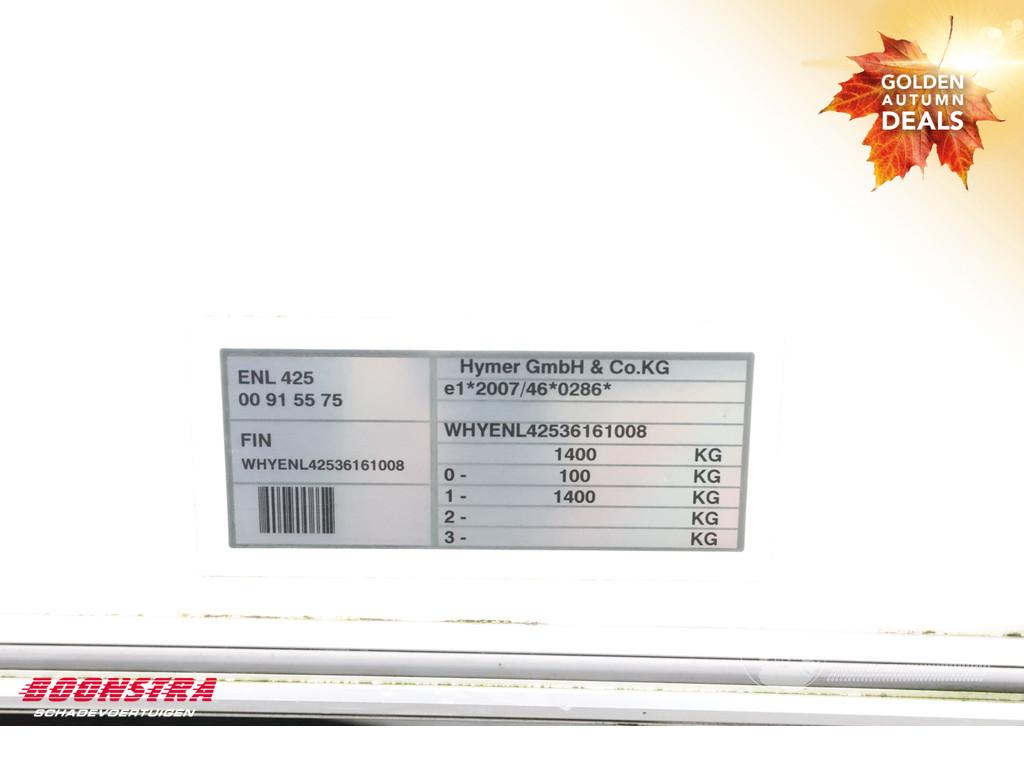 GOLDEN
AUTUMN
DEALS
ENL 425
00 91 55 75
FIN
WHYENL42536161008
Hymer GmbH & Co.KG
e1*2007/46*0286*
WHYENL42536161008
1400 KG
0 - 100 KG
1 - 1400 KG
2 - KG
3 - KG
BOONSTRA
SCHADEVOERTUIGEN